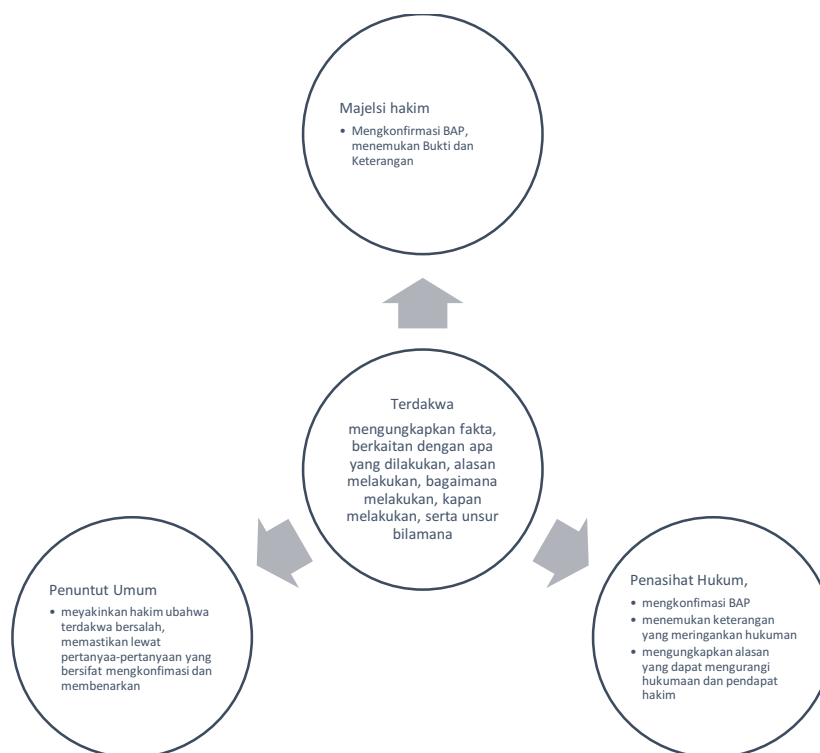 Majelsi hakim
• Mengkonfirmasi BAP,
menemukan Bukti dan
Keterangan
Terdakwa
mengungkapkan fakta,
berkaitan dengan apa
yang dilakukan, alasan
melakukan, bagaimana
melakukan, kapan
melakukan, serta unsur
bilamana
Penuntut Umum
• meyakinkan hakim ubahwa
terdakwa bersalah,
memastikan lewat
pertanyaa-pertanyaan yang
bersifat mengkonfimasi dan
membenarkan
Penasihat Hukum,
• mengkonfimasi BAP
• menemukan keterangan
yang meringankan hukuman
• mengungkapkan alasan
yang dapat mengurangi
hukumaan dan pendapat
hakim